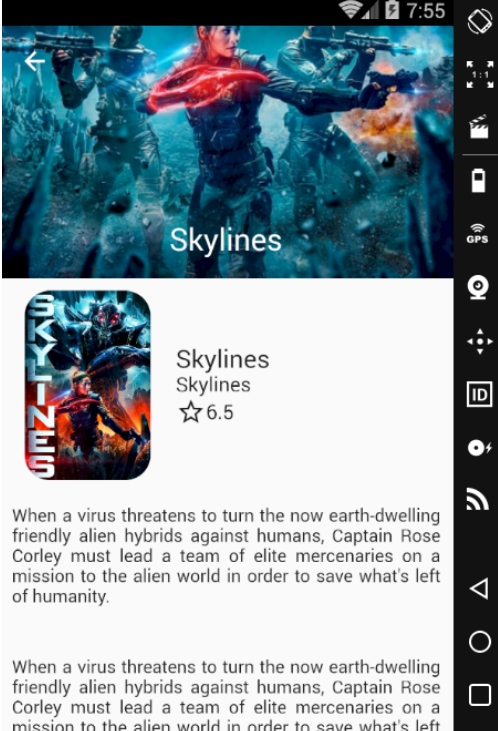 7:55
1:1
Skylines
GPS
SKYLINES
Skylines
Skylines
6.5
ID
When a virus threatens to turn the now earth-dwelling
friendly alien hybrids against humans, Captain Rose
Corley must lead a team of elite mercenaries on a
mission to the alien world in order to save what's left
of humanity.
When a virus threatens to turn the now earth-dwelling
friendly alien hybrids against humans, Captain Rose
Corley must lead a team of elite mercenaries on a
mission to the alien world in order to save what's left